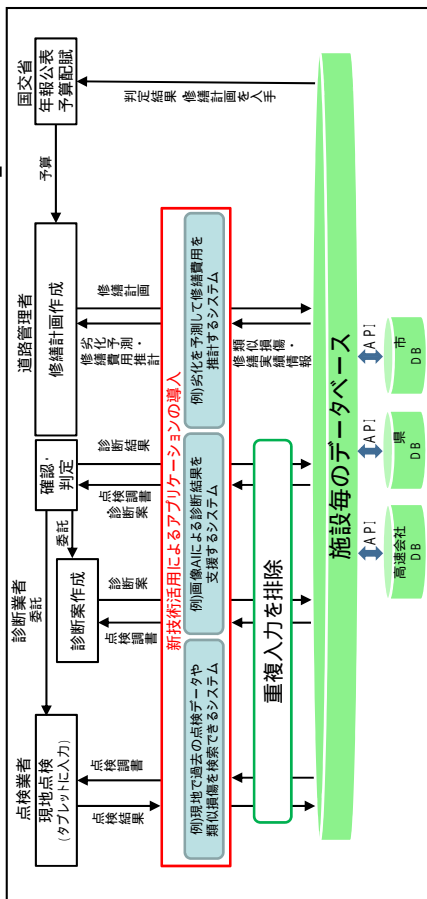 国交省
年報公表
予算配賦
判定結果・修繕計画を入手
予算
道路管理者
修繕計画作成
修繕計画
劣化予測・
修繕費用推計
確認・
判定
診断結果
点検調書
診断案
委託
診断業者
委託
診断案作成
診断案
点検調書
点検業者
現地点検
(タブレットに入力)
点検調書
点検結果
新技術活用によるアプリケーションの導入
例)劣化を予測して修繕費用を
推計するシステム
例)画像AIによる診断結果を
支援するシステム
例)現地で過去の点検データや
類似損傷を検索できるシステム
類似損傷・
修繕実績
情報
重複入力を排除
施設毎のデータベース
API
API
API
高速会社
DB
県
DB
市
DB